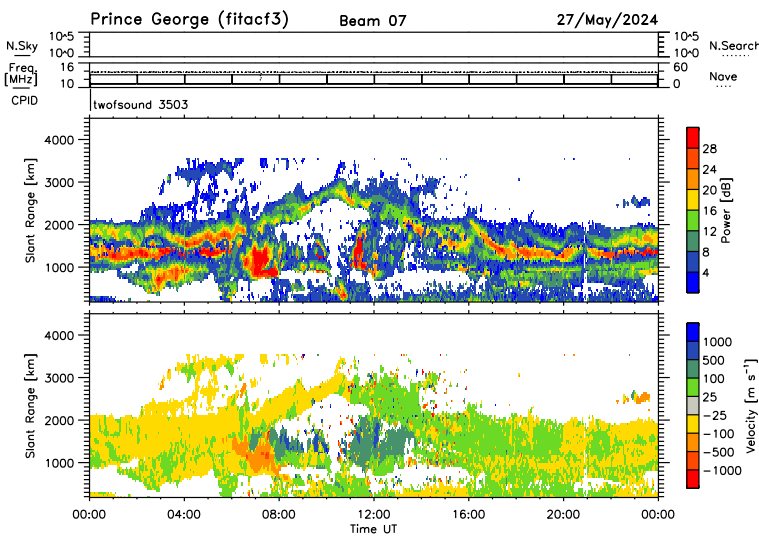 Prince George (fitacf3) Beam 07 27/May/2024
N.Sky 10^5 10^5 N.Search
10^0 10^0
Freq. 16 60
[MHz] 10 0 Nave
CPID twofsound 3503
Slant Range [km]
4000
3000
2000
1000
Power [dB]
28
24
20
16
12
8
4
Slant Range [km]
4000
3000
2000
1000
Velocity [m s⁻¹]
1000
500
100
25
−25
−100
−500
−1000
00:00 04:00 08:00 12:00 16:00 20:00 00:00
Time UT